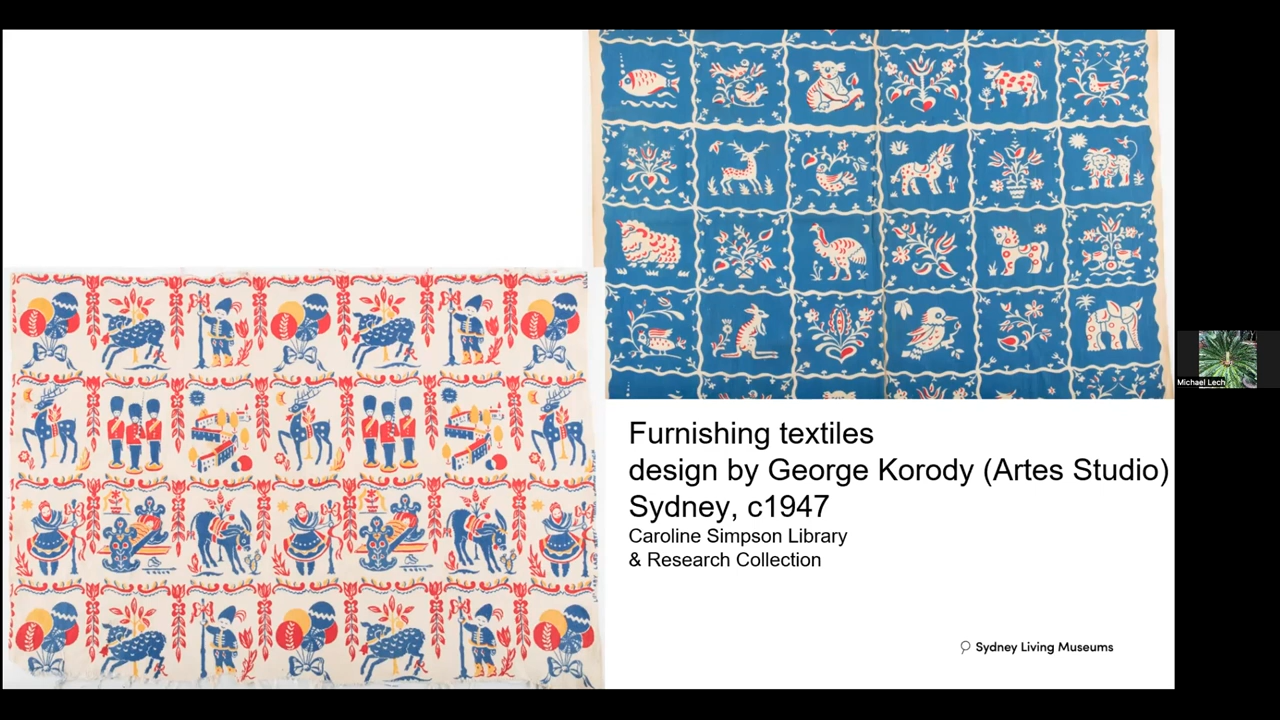 Furnishing textiles
design by George Korody (Artes Studio)
Sydney, c1947
Caroline Simpson Library
& Research Collection
Sydney Living Museums
Michael Lech